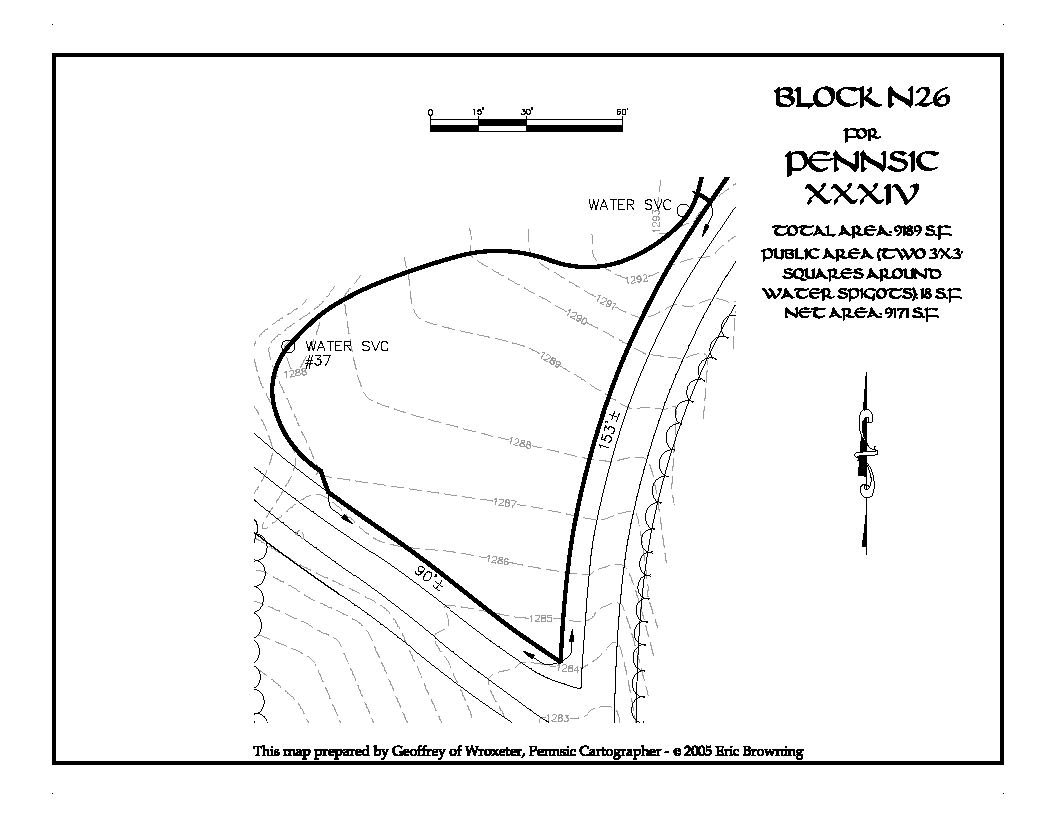 BLOCK N26
FOR
PENNSIC
XXXIV
TOTAL AREA: 9189 S.F.
PUBLIC AREA (TWO 3X3'
SQUARES AROUND
WATER SPIGOTS): 18 S.F.
NET AREA: 9171 S.F.
0 15' 30' 60'
WATER SVC
1293
1292
1291
1290
1289
WATER SVC
#37
1288
153'±
1288
1287
1286
90'±
1285
1284
1283
This map prepared by Geoffrey of Wroxeter, Pennsic Cartographer - © 2005 Eric Browning